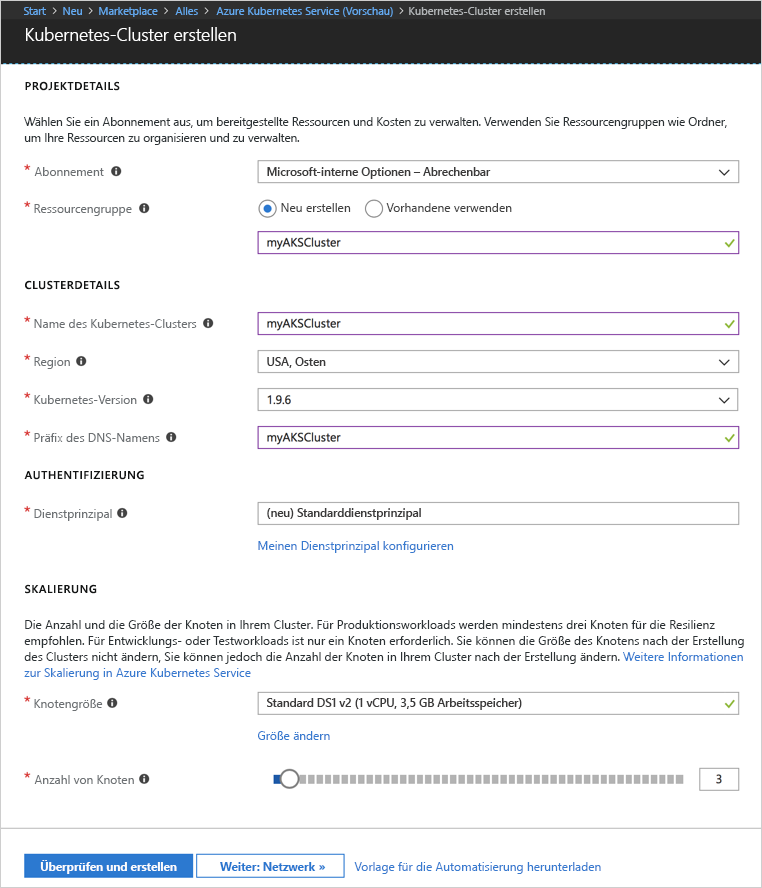 Start > Neu > Marketplace > Alles > Azure Kubernetes Service (Vorschau) > Kubernetes-Cluster erstellen
Kubernetes-Cluster erstellen
PROJEKTDETAILS
Wählen Sie ein Abonnement aus, um bereitgestellte Ressourcen und Kosten zu verwalten. Verwenden Sie Ressourcengruppen wie Ordner,
um Ihre Ressourcen zu organisieren und zu verwalten.
* Abonnement Microsoft-interne Optionen – Abrechenbar
* Ressourcengruppe Neu erstellen Vorhandene verwenden
myAKSCluster
CLUSTERDETAILS
* Name des Kubernetes-Clusters myAKSCluster
* Region USA, Osten
* Kubernetes-Version 1.9.6
* Präfix des DNS-Namens myAKSCluster
AUTHENTIFIZIERUNG
* Dienstprinzipal (neu) Standarddienstprinzipal
Meinen Dienstprinzipal konfigurieren
SKALIERUNG
Die Anzahl und die Größe der Knoten in Ihrem Cluster. Für Produktionsworkloads werden mindestens drei Knoten für die Resilienz
empfohlen. Für Entwicklungs- oder Testworkloads ist nur ein Knoten erforderlich. Sie können die Größe des Knotens nach der Erstellung
des Clusters nicht ändern, Sie können jedoch die Anzahl der Knoten in Ihrem Cluster nach der Erstellung ändern. Weitere Informationen
zur Skalierung in Azure Kubernetes Service
* Knotengröße Standard DS1 v2 (1 vCPU, 3,5 GB Arbeitsspeicher)
Größe ändern
* Anzahl von Knoten 3
Überprüfen und erstellen Weiter: Netzwerk » Vorlage für die Automatisierung herunterladen